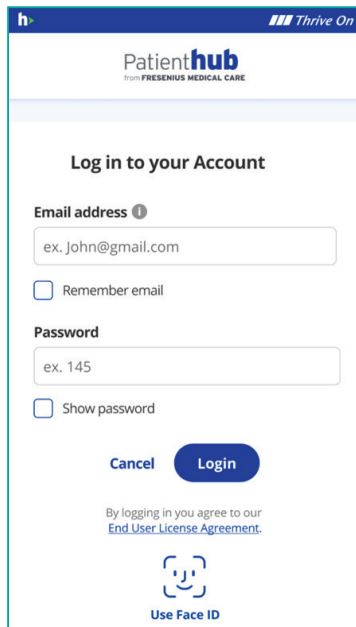 h>
Thrive On
Patienthub
from FRESENIUS MEDICAL CARE
Log in to your Account
Email address i
ex. John@gmail.com
Remember email
Password
ex. 145
Show password
Cancel Login
By logging in you agree to our
End User License Agreement.
Use Face ID